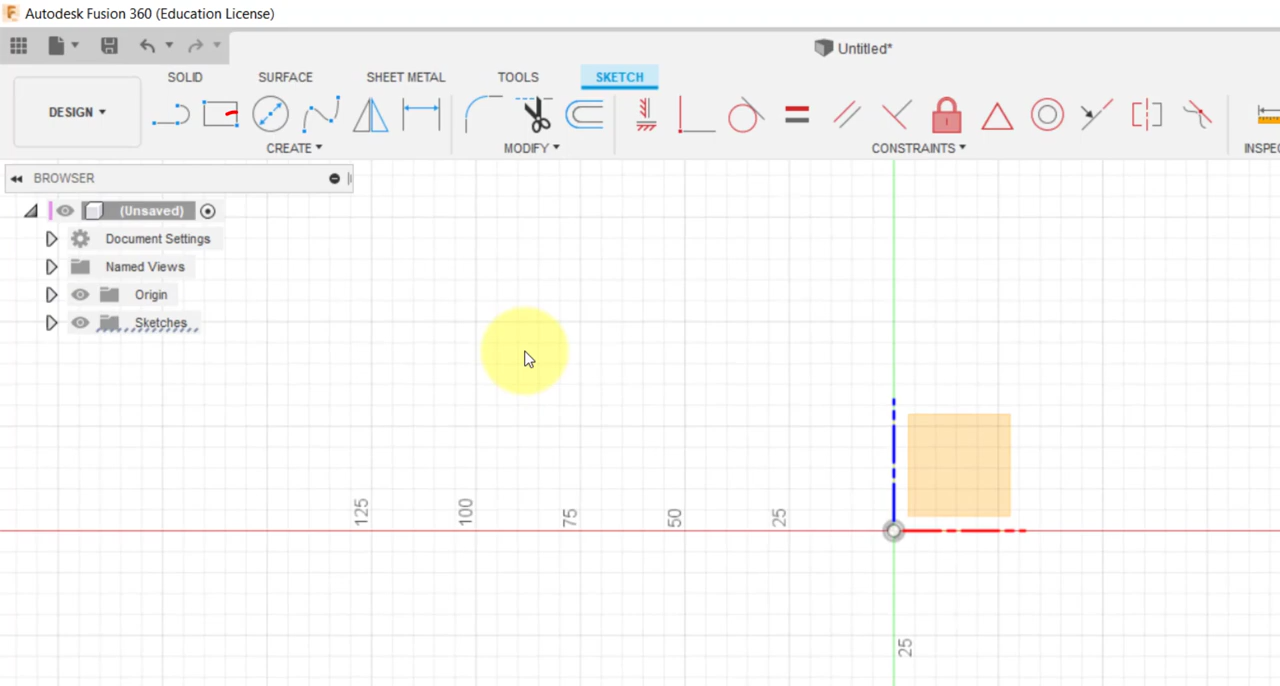 Autodesk Fusion 360 (Education License)
Untitled*
SOLID SURFACE SHEET METAL TOOLS SKETCH
DESIGN
CREATE MODIFY CONSTRAINTS INSPEC
BROWSER
(Unsaved)
Document Settings
Named Views
Origin
Sketches
125 100 75 50 25
25